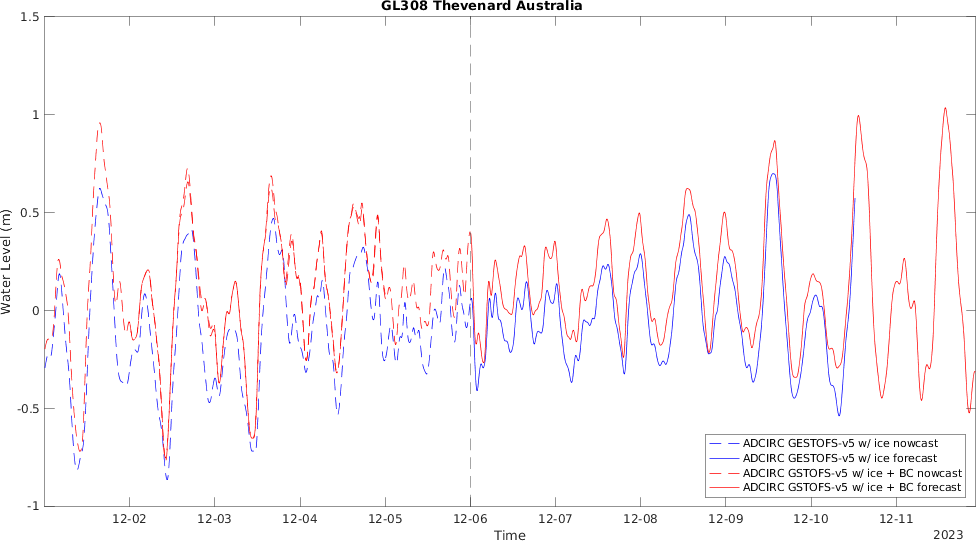 GL308 Thevenard Australia
1.5
1
0.5
0
-0.5
-1
Water Level (m)
12-02 12-03 12-04 12-05 12-06 12-07 12-08 12-09 12-10 12-11
Time
2023
ADCIRC GESTOFS-v5 w/ ice nowcast
ADCIRC GESTOFS-v5 w/ ice forecast
ADCIRC GSTOFS-v5 w/ ice + BC nowcast
ADCIRC GSTOFS-v5 w/ ice + BC forecast